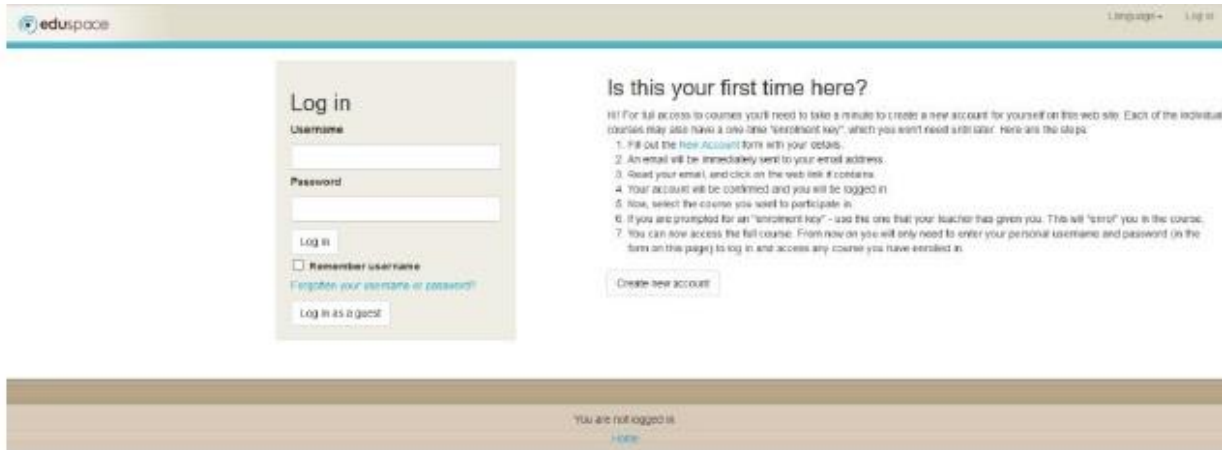 eduspace
Language
Log in
Log in
Username
Password
Log in
Remember username
Forgotten your username or password?
Log in as a guest
Is this your first time here?
Hi! For full access to courses you'll need to take a minute to create a new account for yourself on this web site. Each of the individual
courses may also have a one-time "enrolment key", which you won't need until later. Here are the steps:
1. Fill out the New Account form with your details.
2. An email will be immediately sent to your email address.
3. Read your email, and click on the web link it contains.
4. Your account will be confirmed and you will be logged in.
5. Now, select the course you want to participate in.
6. If you are prompted for an "enrolment key" - use the one that your teacher has given you. This will "enrol" you in the course.
7. You can now access the full course. From now on you will only need to enter your personal username and password (in the
form on this page) to log in and access any course you have enrolled in.
Create new account
You are not logged in.
Home